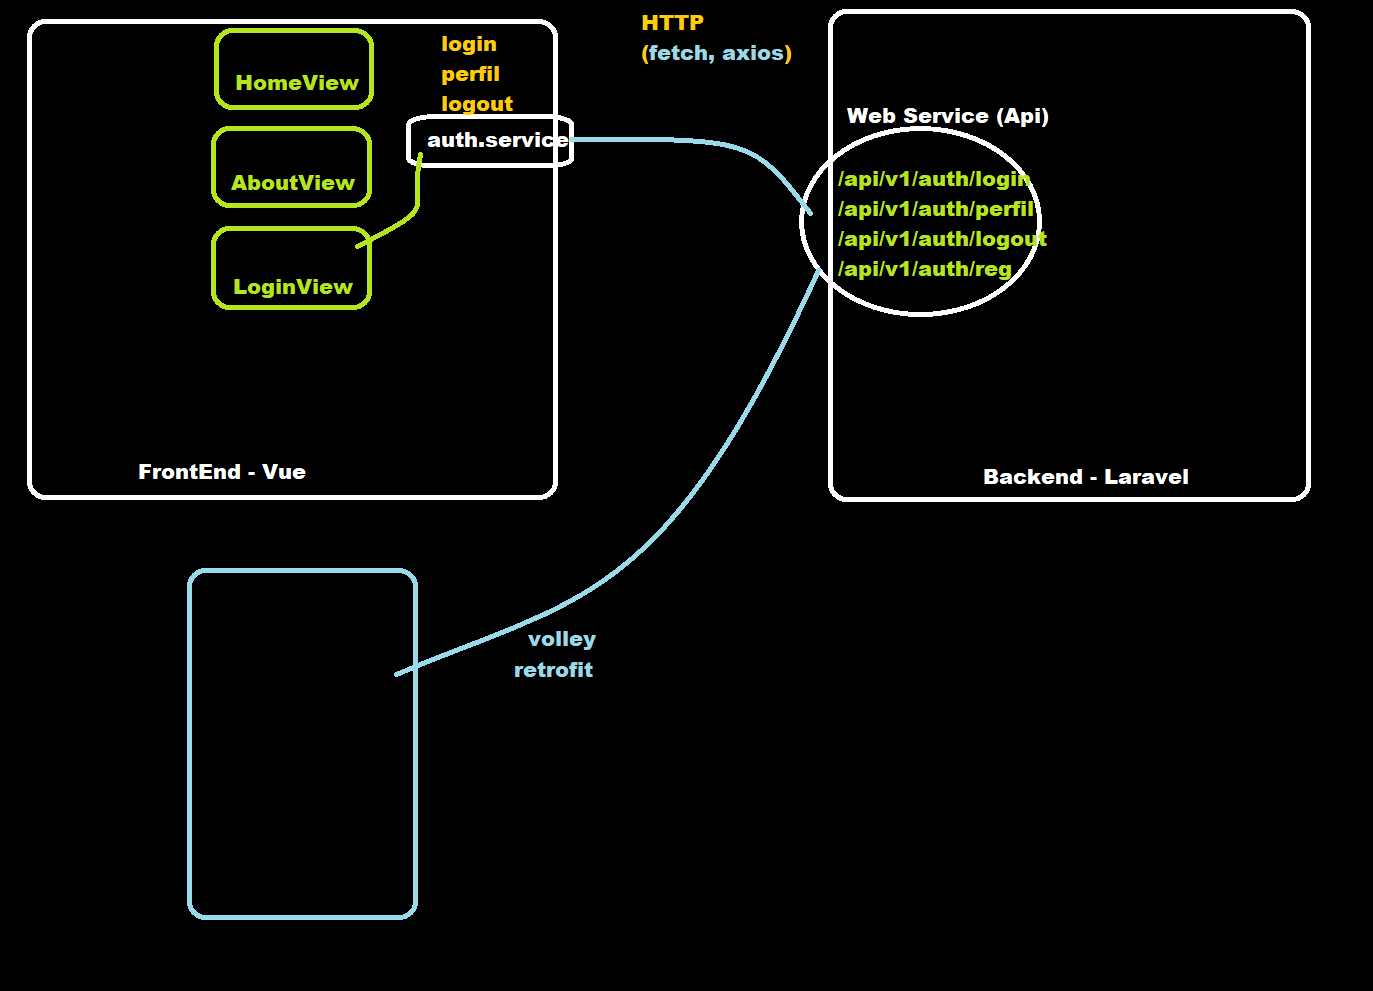 HomeView
AboutView
LoginView
login
perfil
logout
auth.service
FrontEnd - Vue
HTTP
(fetch, axios)
Web Service (Api)
/api/v1/auth/login
/api/v1/auth/perfil
/api/v1/auth/logout
/api/v1/auth/reg
Backend - Laravel
volley
retrofit